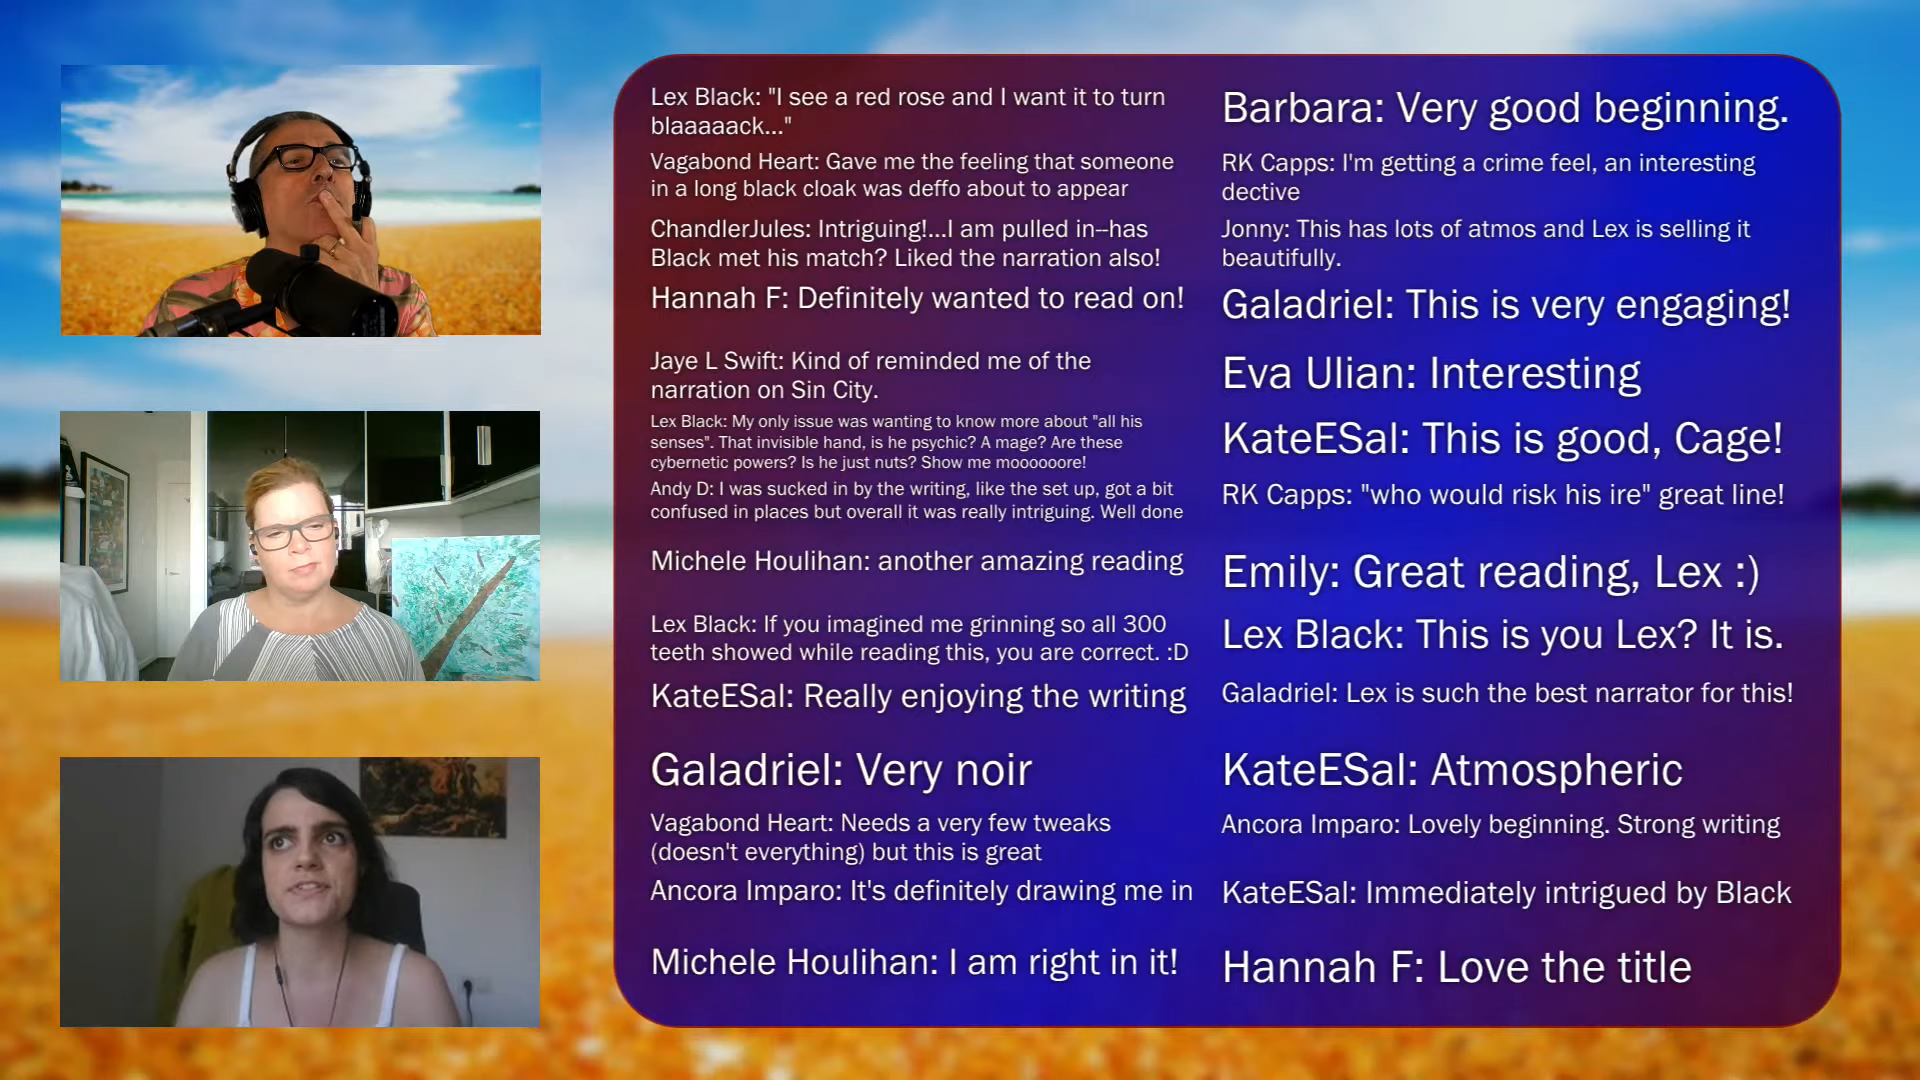 Lex Black: "I see a red rose and I want it to turn
blaaaaack..."
Vagabond Heart: Gave me the feeling that someone
in a long black cloak was deffo about to appear
ChandlerJules: Intriguing!...I am pulled in--has
Black met his match? Liked the narration also!
Hannah F: Definitely wanted to read on!
Jaye L Swift: Kind of reminded me of the
narration on Sin City.
Lex Black: My only issue was wanting to know more about "all his
senses". That invisible hand, is he psychic? A mage? Are these
cybernetic powers? Is he just nuts? Show me moooooore!
Andy D: I was sucked in by the writing, like the set up, got a bit
confused in places but overall it was really intriguing. Well done
Michele Houlihan: another amazing reading
Lex Black: If you imagined me grinning so all 300
teeth showed while reading this, you are correct. :D
KateESal: Really enjoying the writing
Galadriel: Very noir
Vagabond Heart: Needs a very few tweaks
(doesn't everything) but this is great
Ancora Imparo: It's definitely drawing me in
Michele Houlihan: I am right in it!
Barbara: Very good beginning.
RK Capps: I'm getting a crime feel, an interesting
dective
Jonny: This has lots of atmos and Lex is selling it
beautifully.
Galadriel: This is very engaging!
Eva Ulian: Interesting
KateESal: This is good, Cage!
RK Capps: "who would risk his ire" great line!
Emily: Great reading, Lex :)
Lex Black: This is you Lex? It is.
Galadriel: Lex is such the best narrator for this!
KateESal: Atmospheric
Ancora Imparo: Lovely beginning. Strong writing
KateESal: Immediately intrigued by Black
Hannah F: Love the title